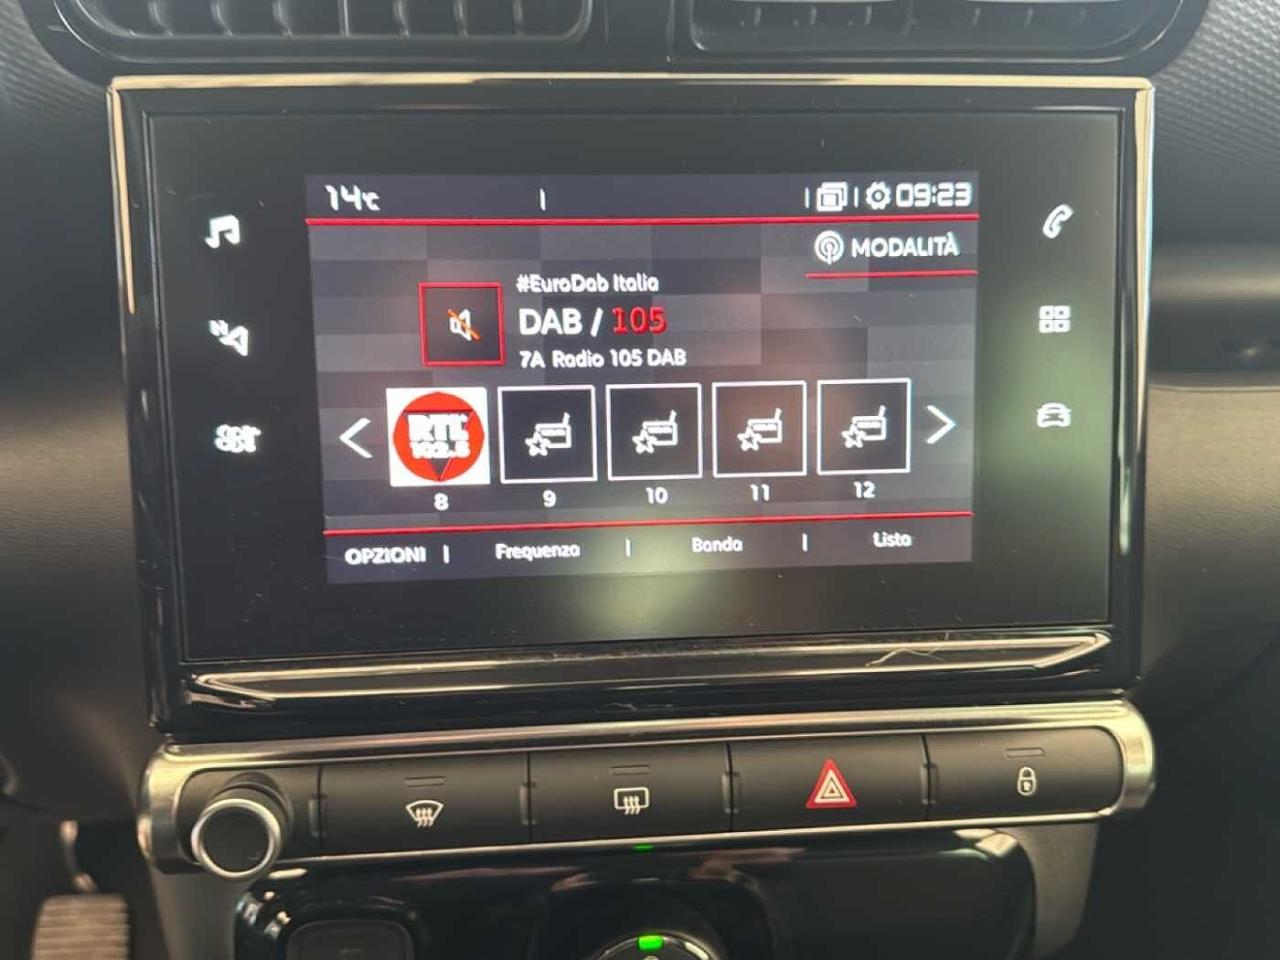 14°C
09:23
MODALITÀ
#EuroDab Italia
DAB / 105
7A Radio 105 DAB
RTL
102.5
8
9
10
11
12
OPZIONI
Frequenza
Banda
Lista